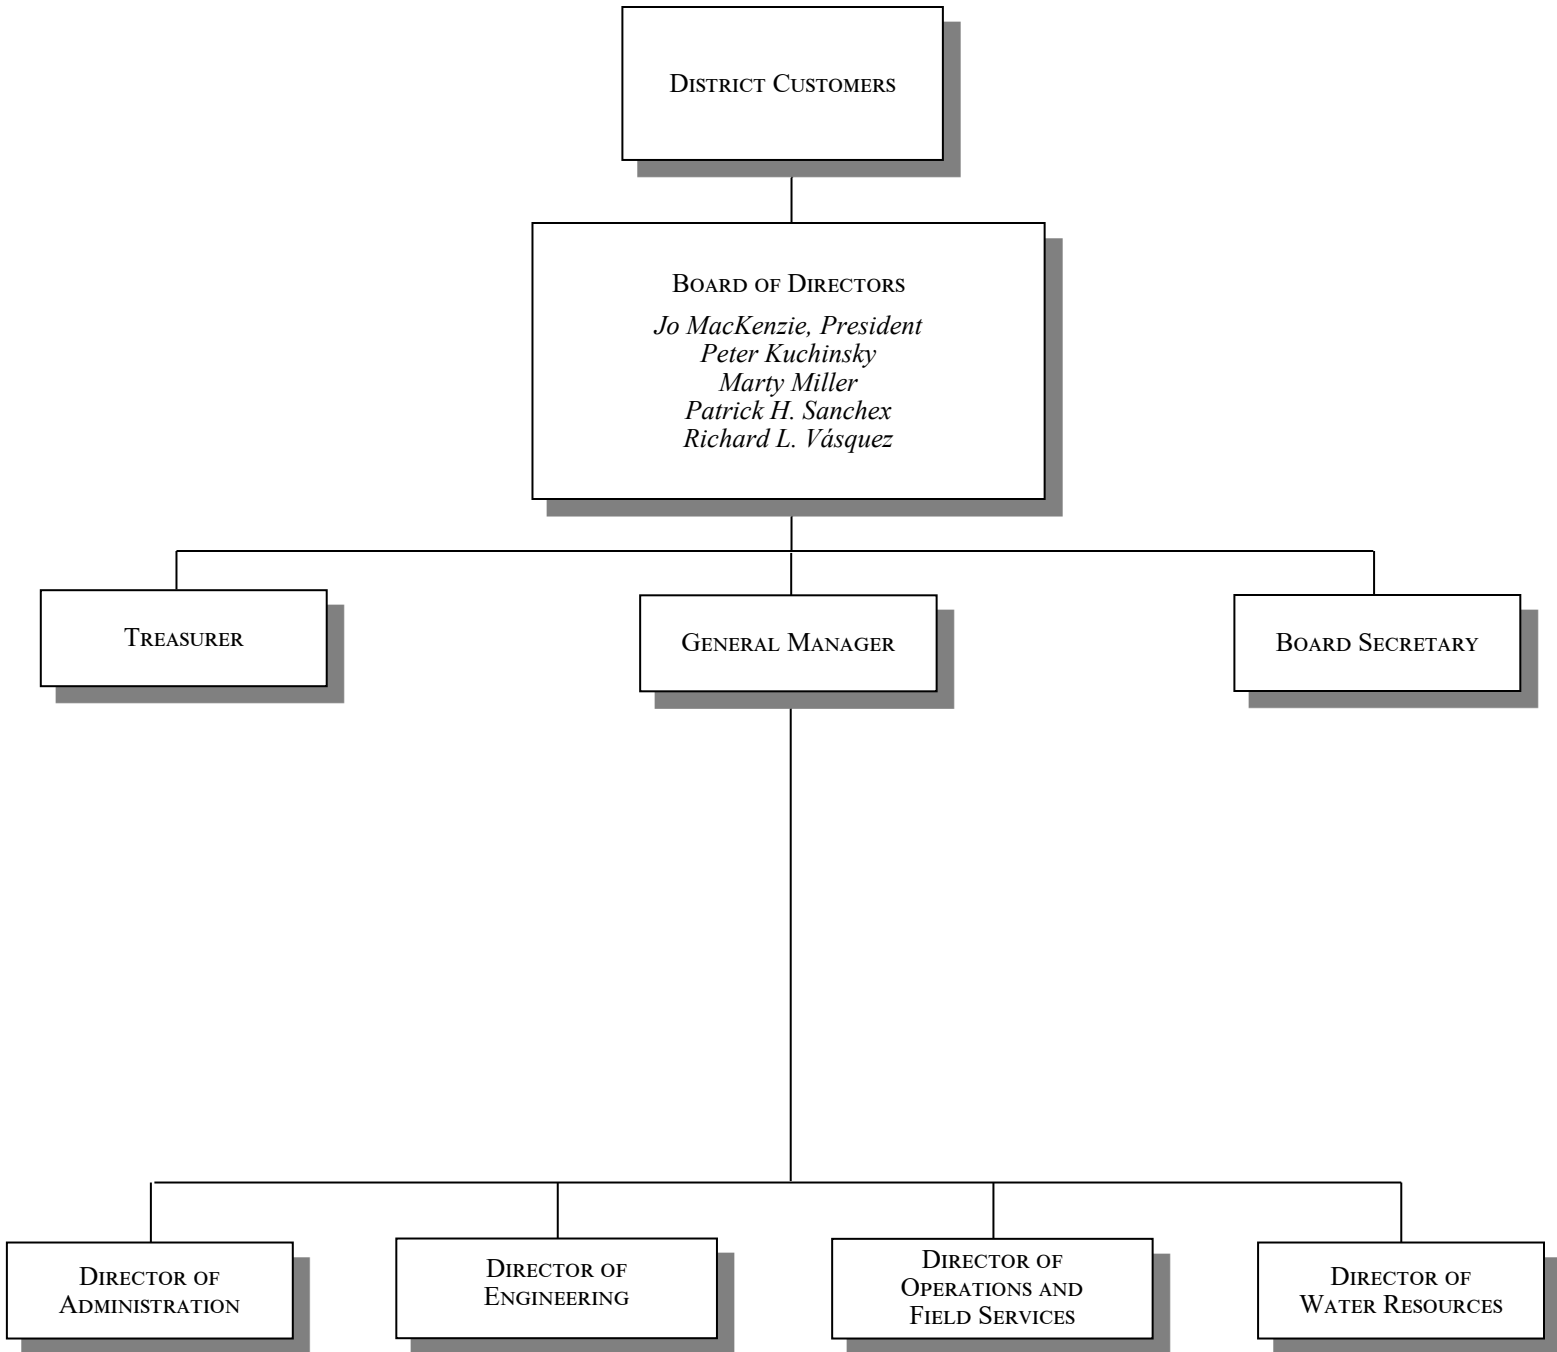 District Customers
Board of Directors
Jo MacKenzie, President
Peter Kuchinsky
Marty Miller
Patrick H. Sanchex
Richard L. Vásquez
Treasurer
General Manager
Board Secretary
Director of
Administration
Director of
Engineering
Director of
Operations and
Field Services
Director of
Water Resources